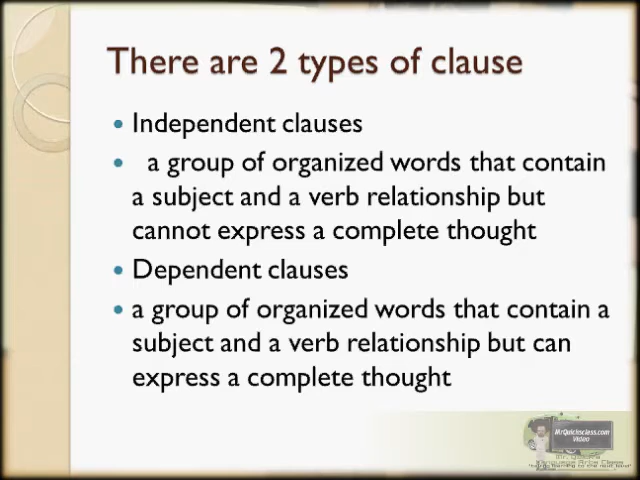 There are 2 types of clause
• Independent clauses
• a group of organized words that contain
a subject and a verb relationship but
cannot express a complete thought
• Dependent clauses
• a group of organized words that contain a
subject and a verb relationship but can
express a complete thought
MrQuicksclass.com
Video